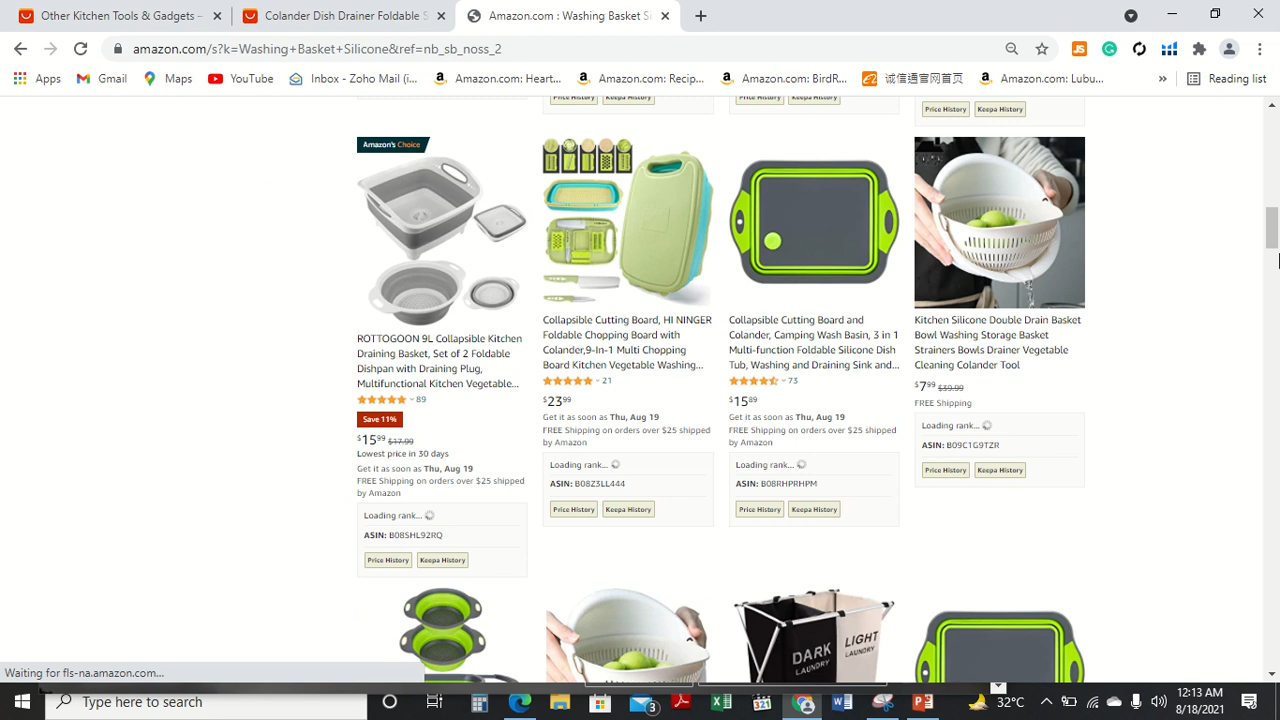 Other Kitchen Tools & Gadgets –
Colander Dish Drainer Foldable S
Amazon.com : Washing Basket S
amazon.com/s?k=Washing+Basket+Silicone&ref=nb_sb_noss_2
Apps
Gmail
Maps
YouTube
Inbox - Zoho Mail (i...
Amazon.com: Heart...
Amazon.com: Recip...
Amazon.com: BirdR...
诚信通官网首页
Amazon.com: Lubu...
»
Reading list
Price History Keepa History
Price History Keepa History
Price History Keepa History
Amazon's Choice
ROTTOGOON 9L Collapsible Kitchen
Draining Basket, Set of 2 Foldable
Dishpan with Draining Plug,
Multifunctional Kitchen Vegetable...
89
Save 11%
$15 99 $17.99
Lowest price in 30 days
Get it as soon as Thu, Aug 19
FREE Shipping on orders over $25 shipped
by Amazon
Loading rank...
ASIN: B08SHL92RQ
Price History Keepa History
Collapsible Cutting Board, HI NINGER
Foldable Chopping Board with
Colander,9-In-1 Multi Chopping
Board Kitchen Vegetable Washing...
21
$23 99
Get it as soon as Thu, Aug 19
FREE Shipping on orders over $25 shipped
by Amazon
Loading rank...
ASIN: B08Z3LL444
Price History Keepa History
Collapsible Cutting Board and
Colander, Camping Wash Basin, 3 in 1
Multi-function Foldable Silicone Dish
Tub, Washing and Draining Sink and...
73
$15 89
Get it as soon as Thu, Aug 19
FREE Shipping on orders over $25 shipped
by Amazon
Loading rank...
ASIN: B08RHPRHPM
Price History Keepa History
Kitchen Silicone Double Drain Basket
Bowl Washing Storage Basket
Strainers Bowls Drainer Vegetable
Cleaning Colander Tool
$7 99 $39.99
FREE Shipping
Loading rank...
ASIN: B09C1G9TZR
Price History Keepa History
DARK
LAUNDRY
LIGHT
LAUNDRY
Waiting for fls-na.amazon.com...
Type here to search
321
3
32°C
2:13 AM
8/18/2021